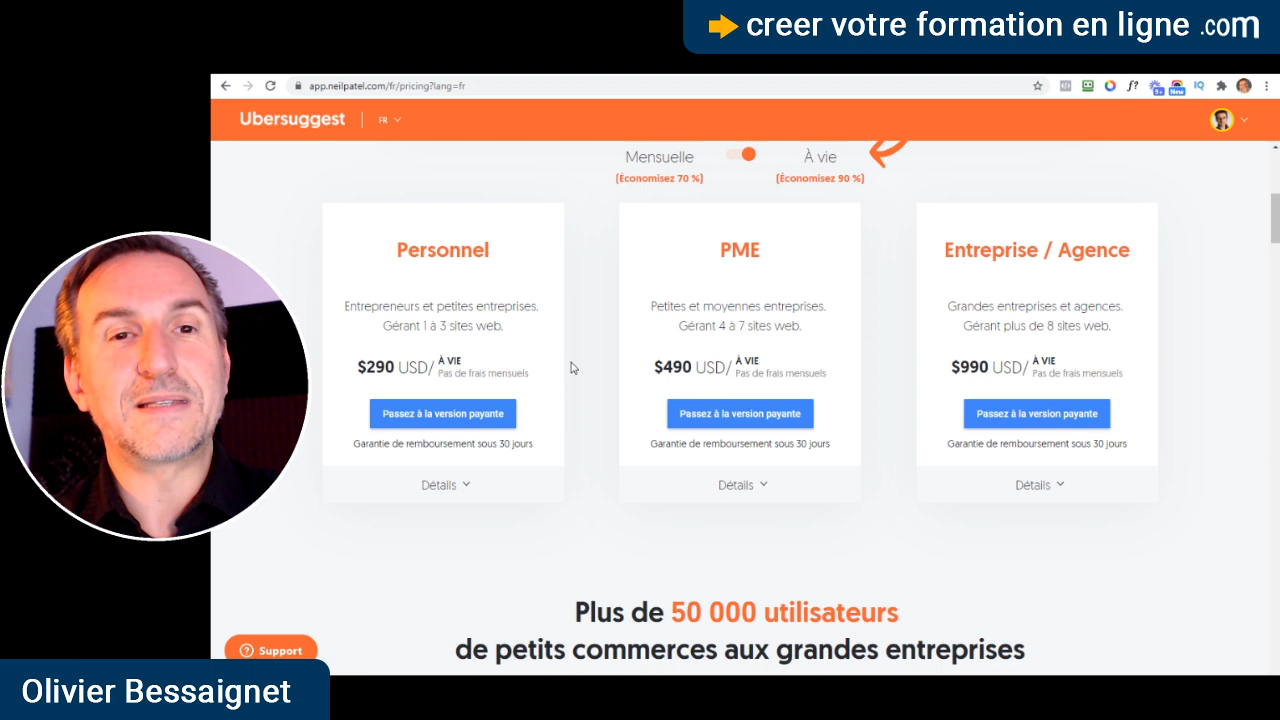 creer votre formation en ligne .com
app.neilpatel.com/fr/pricing?lang=fr
Ubersuggest
FR
Mensuelle
À vie
(Économisez 70 %)
(Économisez 90 %)
Personnel
Entrepreneurs et petites entreprises.
Gérant 1 à 3 sites web.
$290 USD/ À VIE
Pas de frais mensuels
Passez à la version payante
Garantie de remboursement sous 30 jours
Détails
PME
Petites et moyennes entreprises.
Gérant 4 à 7 sites web.
$490 USD/ À VIE
Pas de frais mensuels
Passez à la version payante
Garantie de remboursement sous 30 jours
Détails
Entreprise / Agence
Grandes entreprises et agences.
Gérant plus de 8 sites web.
$990 USD/ À VIE
Pas de frais mensuels
Passez à la version payante
Garantie de remboursement sous 30 jours
Détails
Plus de 50 000 utilisateurs
de petits commerces aux grandes entreprises
Support
Olivier Bessaignet